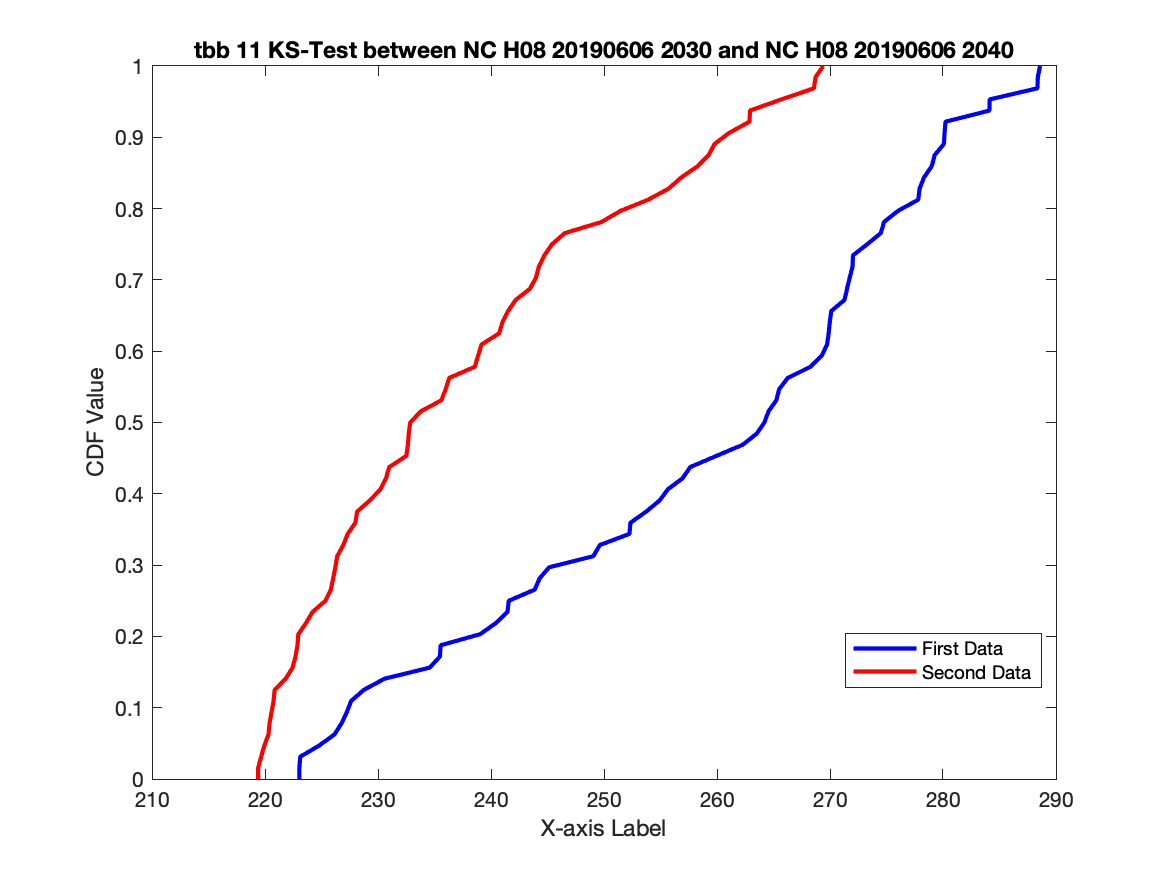 tbb 11 KS-Test between NC H08 20190606 2030 and NC H08 20190606 2040
1
0.9
0.8
0.7
0.6
0.5
0.4
0.3
0.2
0.1
0
CDF Value
First Data
Second Data
210 220 230 240 250 260 270 280 290
X-axis Label